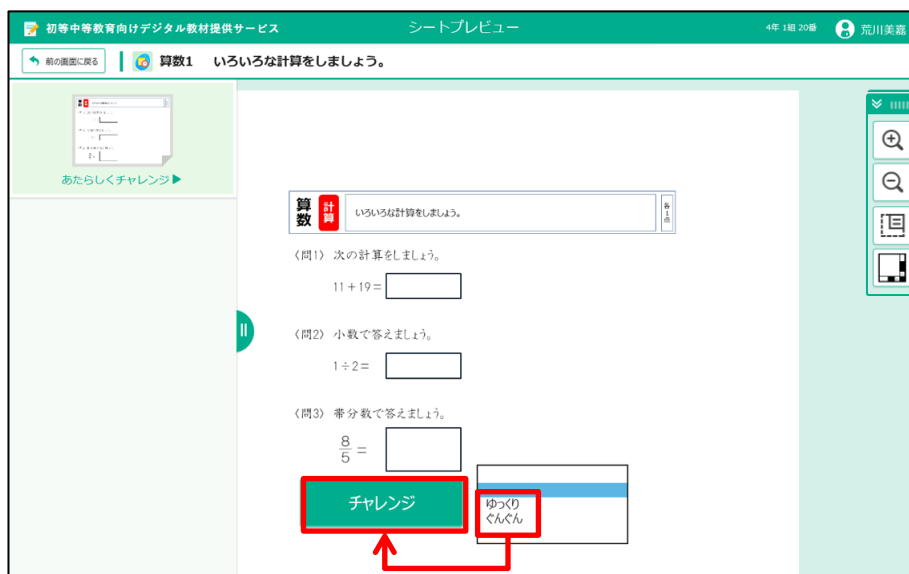 初等中等教育向けデジタル教材提供サービス
シートプレビュー
4年 1組 20番
荒川美嘉
前の画面に戻る
算数1 いろいろな計算をしましょう。
あたらしくチャレンジ▶
算数
計算
いろいろな計算をしましょう。
各1点
〈問1〉 次の計算をしましょう。
11+19=
〈問2〉 小数で答えましょう。
1÷2=
〈問3〉 帯分数で答えましょう。
8/5 =
チャレンジ
ゆっくり
ぐんぐん